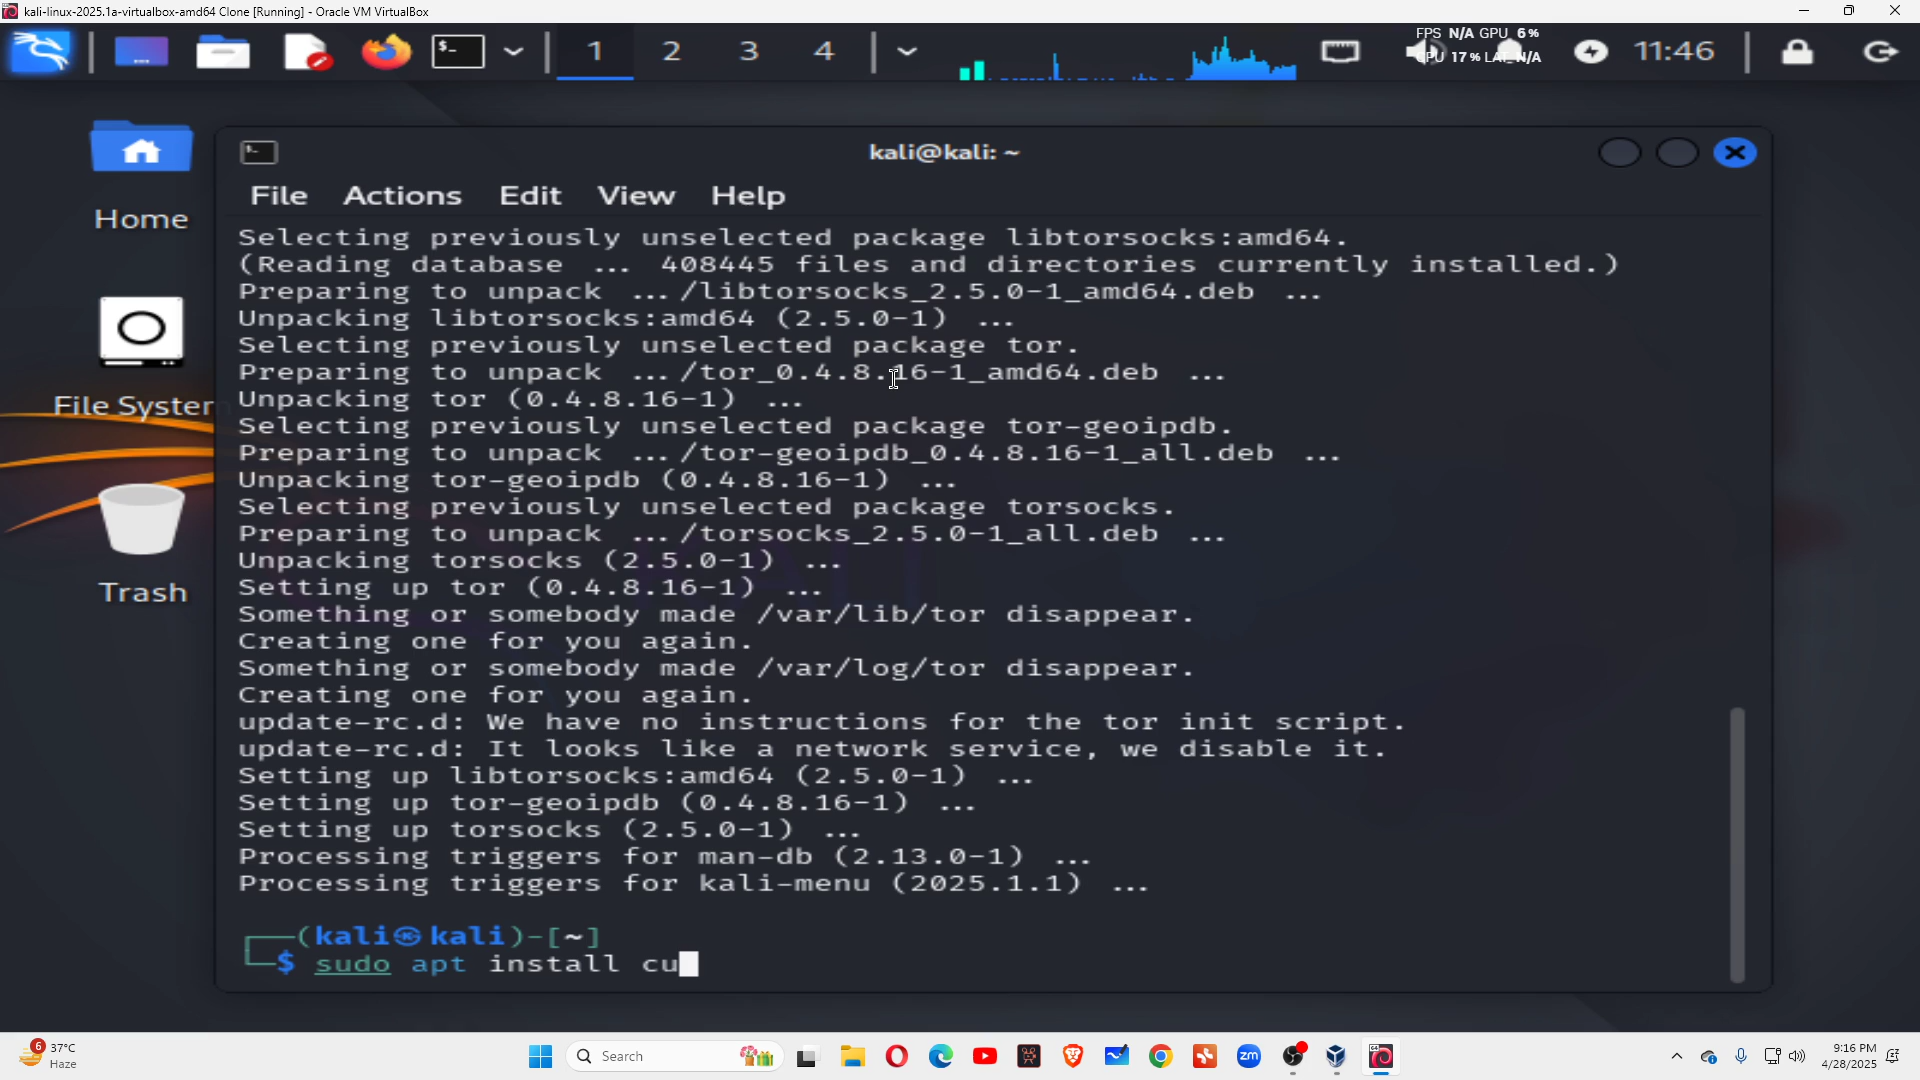 kali-linux-2025.1a-virtualbox-amd64 Clone [Running] - Oracle VM VirtualBox
1 2 3 4
FPS N/A GPU 6%
CPU 17% LAT N/A
11:46
Home
File System
Trash
kali@kali: ~
File Actions Edit View Help
Selecting previously unselected package libtorsocks:amd64.
(Reading database ... 408445 files and directories currently installed.)
Preparing to unpack .../libtorsocks_2.5.0-1_amd64.deb ...
Unpacking libtorsocks:amd64 (2.5.0-1) ...
Selecting previously unselected package tor.
Preparing to unpack .../tor_0.4.8.16-1_amd64.deb ...
Unpacking tor (0.4.8.16-1) ...
Selecting previously unselected package tor-geoipdb.
Preparing to unpack .../tor-geoipdb_0.4.8.16-1_all.deb ...
Unpacking tor-geoipdb (0.4.8.16-1) ...
Selecting previously unselected package torsocks.
Preparing to unpack .../torsocks_2.5.0-1_all.deb ...
Unpacking torsocks (2.5.0-1) ...
Setting up tor (0.4.8.16-1) ...
Something or somebody made /var/lib/tor disappear.
Creating one for you again.
Something or somebody made /var/log/tor disappear.
Creating one for you again.
update-rc.d: We have no instructions for the tor init script.
update-rc.d: It looks like a network service, we disable it.
Setting up libtorsocks:amd64 (2.5.0-1) ...
Setting up tor-geoipdb (0.4.8.16-1) ...
Setting up torsocks (2.5.0-1) ...
Processing triggers for man-db (2.13.0-1) ...
Processing triggers for kali-menu (2025.1.1) ...
┌──(kali㉿kali)-[~]
└─$ sudo apt install cu
6
37°C
Haze
Search
zm
9:16 PM
4/28/2025